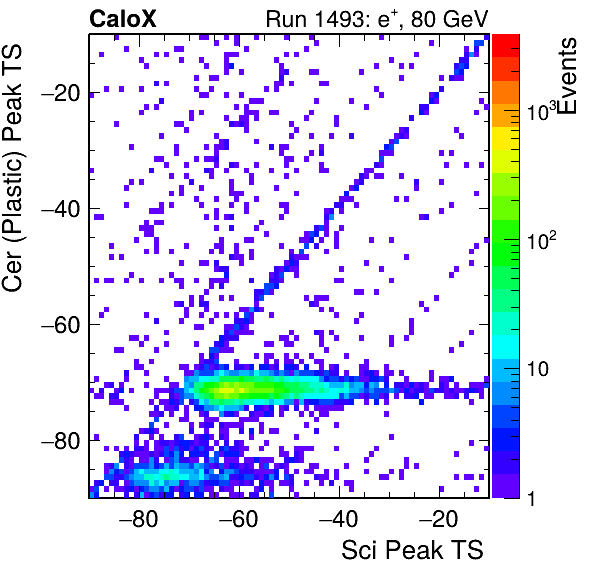 CaloX Run 1493: e⁺, 80 GeV
Cer (Plastic) Peak TS
−20
−40
−60
−80
−80 −60 −40 −20
Sci Peak TS
Events
10³
10²
10
1